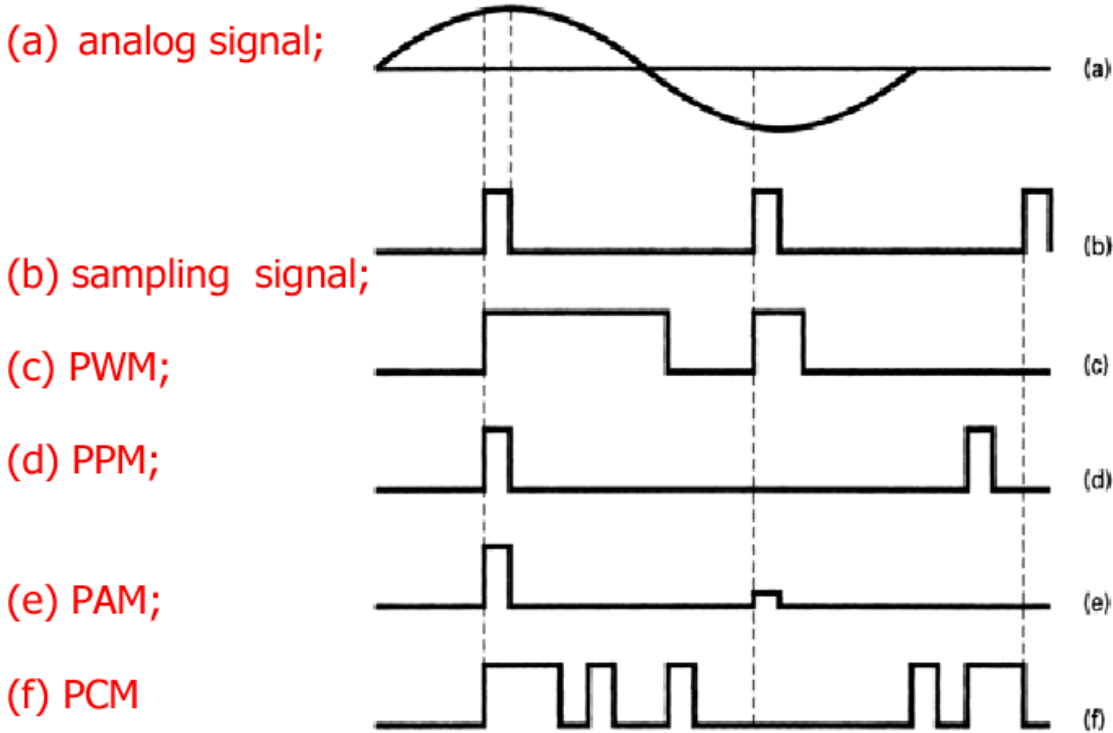 (a) analog signal;
(a)
(b)
(b) sampling signal;
(c) PWM;
(c)
(d) PPM;
(d)
(e) PAM;
(e)
(f) PCM
(f)